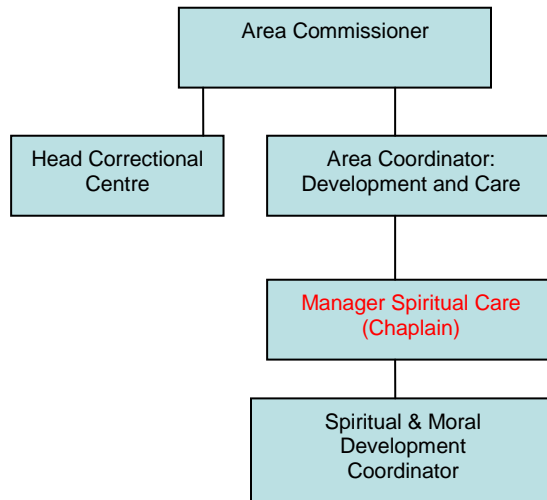 Area Commissioner
Head Correctional
Centre
Area Coordinator:
Development and Care
Manager Spiritual Care
(Chaplain)
Spiritual & Moral
Development
Coordinator